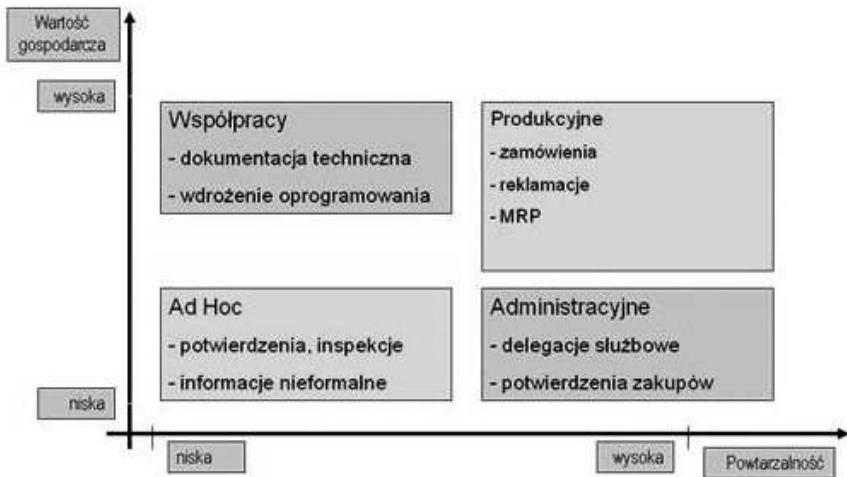 Wartość
gospodarcza
wysoka
Współpracy
- dokumentacja techniczna
- wdrożenie oprogramowania
Produkcyjne
- zamówienia
- reklamacje
- MRP
Ad Hoc
- potwierdzenia, inspekcje
- informacje nieformalne
Administracyjne
- delegacje służbowe
- potwierdzenia zakupów
niska
niska
wysoka
Powtarzalność